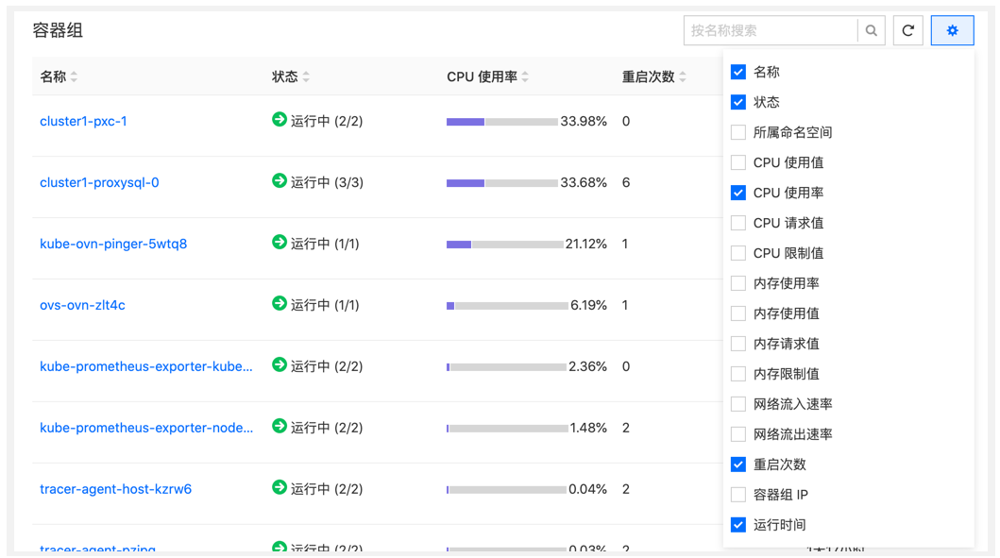 容器组
按名称搜索
名称 状态 CPU 使用率 重启次数
cluster1-pxc-1 运行中 (2/2) 33.98% 0
cluster1-proxysql-0 运行中 (3/3) 33.68% 6
kube-ovn-pinger-5wtq8 运行中 (1/1) 21.12% 1
ovs-ovn-zlt4c 运行中 (1/1) 6.19% 1
kube-prometheus-exporter-kube... 运行中 (2/2) 2.36% 0
kube-prometheus-exporter-node... 运行中 (2/2) 1.48% 2
tracer-agent-host-kzrw6 运行中 (2/2) 0.04% 2
tracer-agent-pzjng 运行中 (2/2) 0.03% 2
名称
状态
所属命名空间
CPU 使用值
CPU 使用率
CPU 请求值
CPU 限制值
内存使用率
内存使用值
内存请求值
内存限制值
网络流入速率
网络流出速率
重启次数
容器组 IP
运行时间